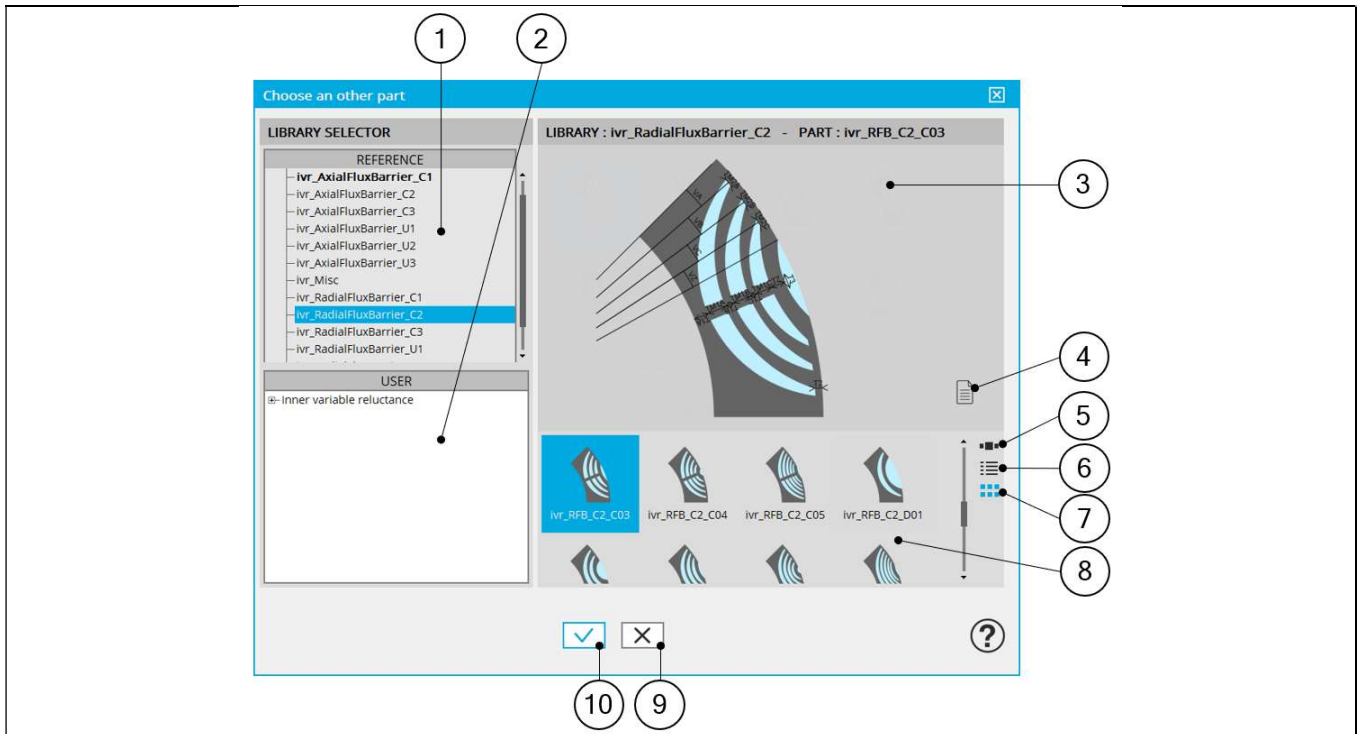 1
2
Choose an other part
LIBRARY SELECTOR
LIBRARY : ivr_RadialFluxBarrier_C2 - PART : ivr_RFB_C2_C03
REFERENCE
ivr_AxialFluxBarrier_C1
ivr_AxialFluxBarrier_C2
ivr_AxialFluxBarrier_C3
ivr_AxialFluxBarrier_U1
ivr_AxialFluxBarrier_U2
ivr_AxialFluxBarrier_U3
ivr_Misc
ivr_RadialFluxBarrier_C1
ivr_RadialFluxBarrier_C2
ivr_RadialFluxBarrier_C3
ivr_RadialFluxBarrier_U1
USER
Inner variable reluctance
3
4
5
6
7
8
ivr_RFB_C2_C03
ivr_RFB_C2_C04
ivr_RFB_C2_C05
ivr_RFB_C2_D01
?
10
9